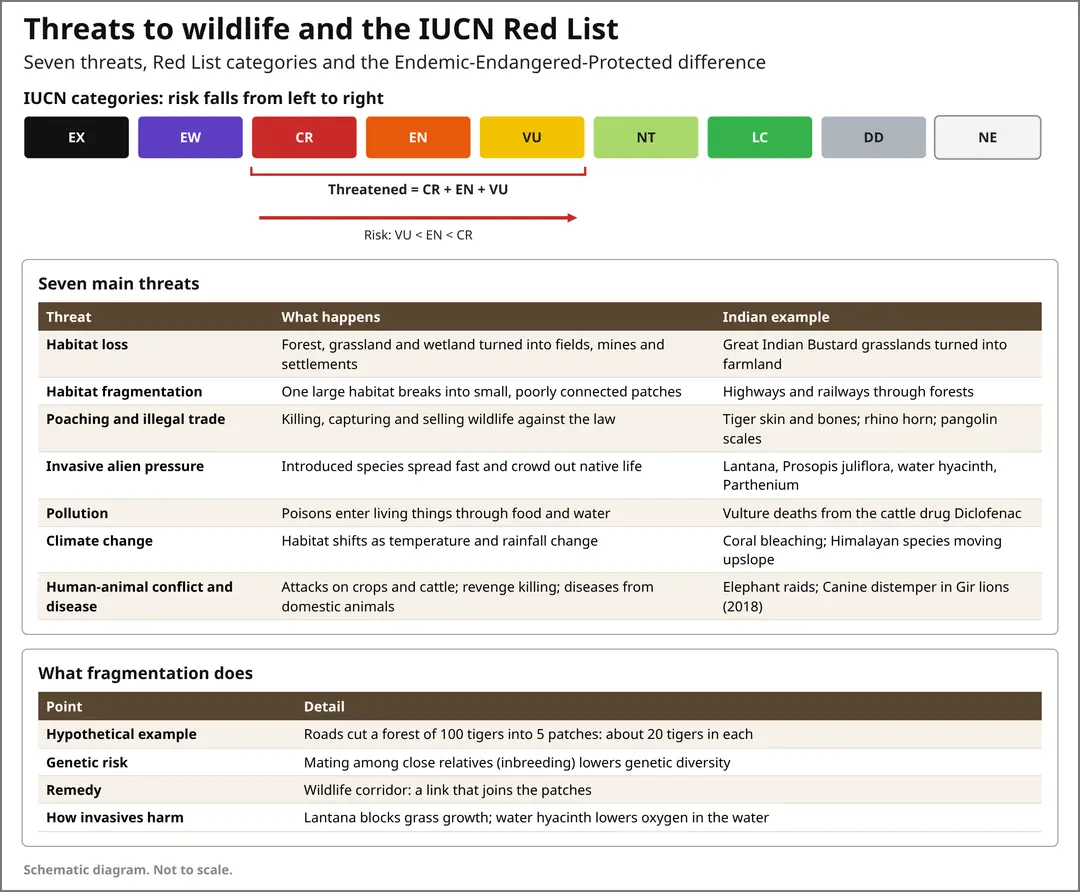 Threats to wildlife and the IUCN Red List
Seven threats, Red List categories and the Endemic-Endangered-Protected difference
IUCN categories: risk falls from left to right
EX EW CR EN VU NT LC DD NE
Threatened = CR + EN + VU
Risk: VU < EN < CR
Seven main threats
Threat What happens Indian example
Habitat loss Forest, grassland and wetland turned into fields, mines and settlements Great Indian Bustard grasslands turned into farmland
Habitat fragmentation One large habitat breaks into small, poorly connected patches Highways and railways through forests
Poaching and illegal trade Killing, capturing and selling wildlife against the law Tiger skin and bones; rhino horn; pangolin scales
Invasive alien pressure Introduced species spread fast and crowd out native life Lantana, Prosopis juliflora, water hyacinth, Parthenium
Pollution Poisons enter living things through food and water Vulture deaths from the cattle drug Diclofenac
Climate change Habitat shifts as temperature and rainfall change Coral bleaching; Himalayan species moving upslope
Human-animal conflict and disease Attacks on crops and cattle; revenge killing; diseases from domestic animals Elephant raids; Canine distemper in Gir lions (2018)
What fragmentation does
Point Detail
Hypothetical example Roads cut a forest of 100 tigers into 5 patches: about 20 tigers in each
Genetic risk Mating among close relatives (inbreeding) lowers genetic diversity
Remedy Wildlife corridor: a link that joins the patches
How invasives harm Lantana blocks grass growth; water hyacinth lowers oxygen in the water
Schematic diagram. Not to scale.